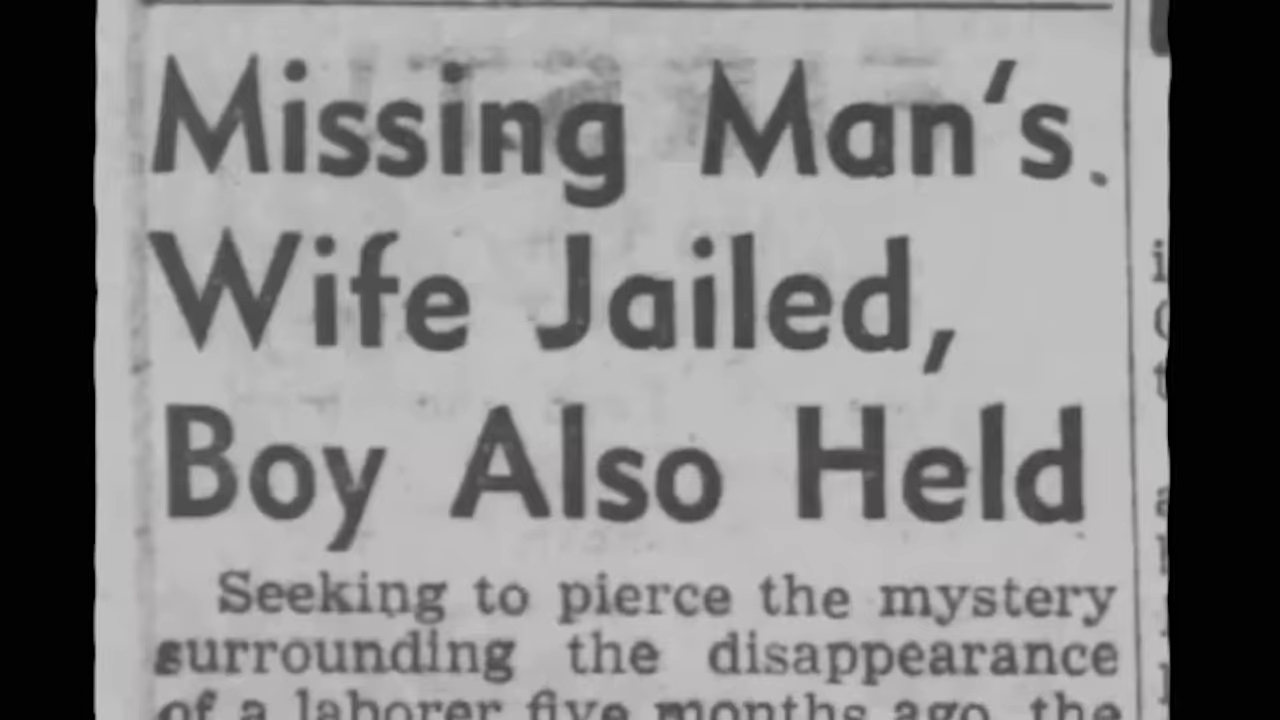 Missing Man's
Wife Jailed,
Boy Also Held
Seeking to pierce the mystery
surrounding the disappearance
of a laborer five months ago, the